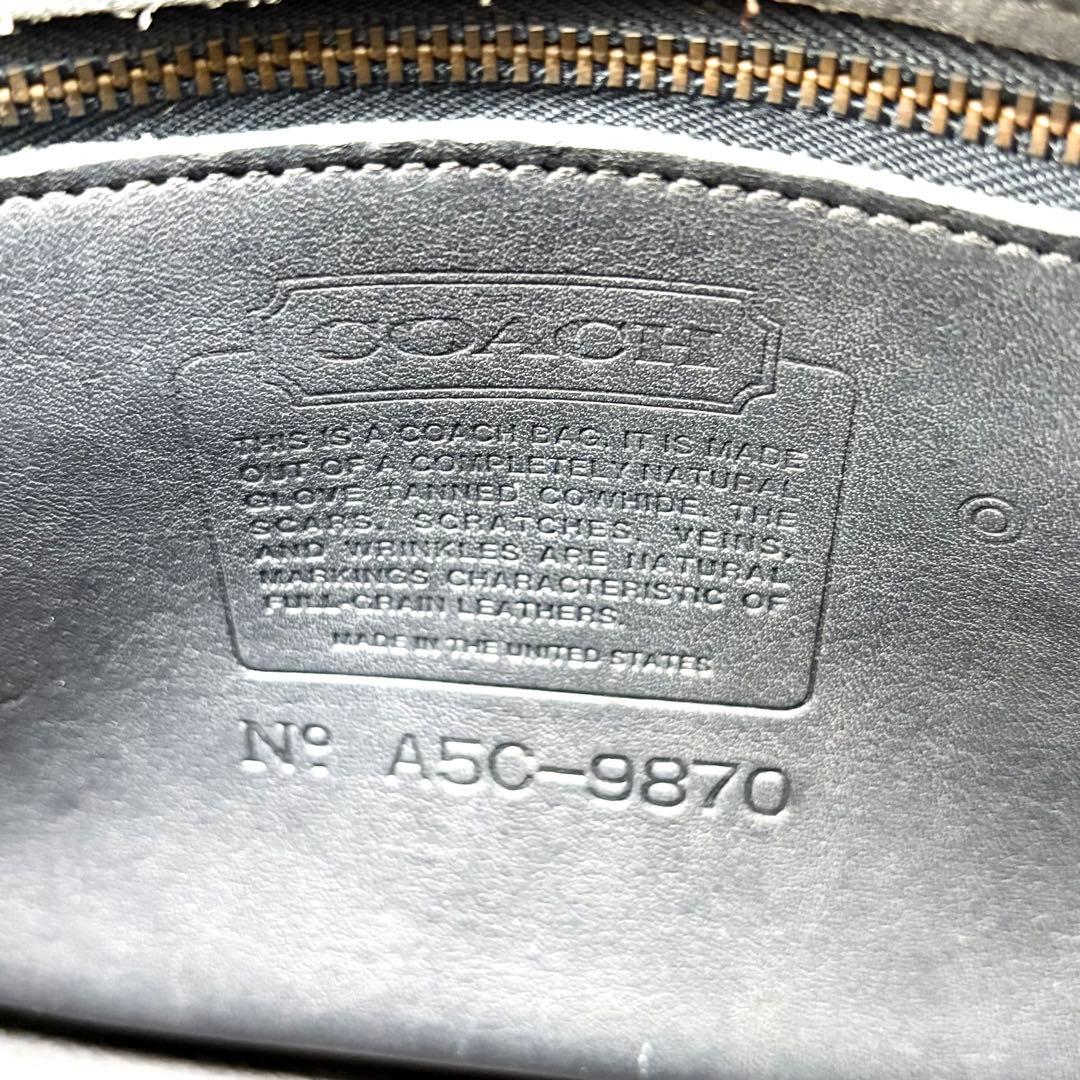 COACH
THIS IS A COACH BAG. IT IS MADE
OUT OF A COMPLETELY NATURAL
GLOVE TANNED COWHIDE. THE
SCARS, SCRATCHES, VEINS,
AND WRINKLES ARE NATURAL
MARKINGS CHARACTERISTIC OF
FULL-GRAIN LEATHERS.
MADE IN THE UNITED STATES
Nº A5C-9870